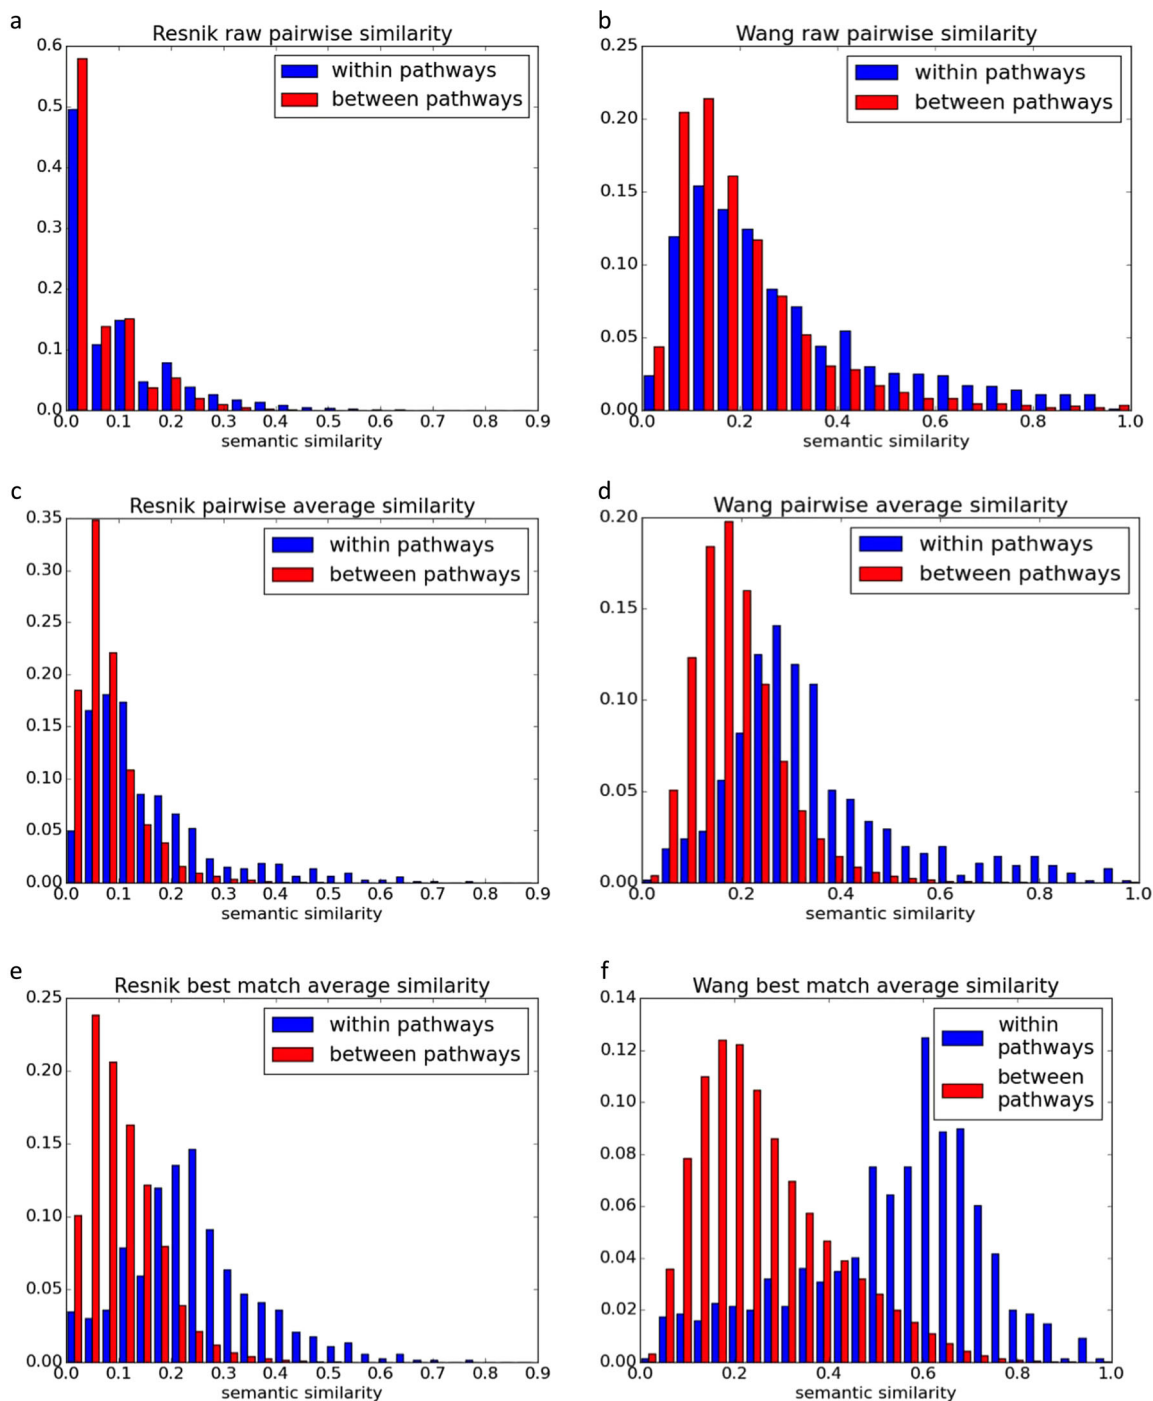 a
Resnik raw pairwise similarity
within pathways
between pathways
0.6
0.5
0.4
0.3
0.2
0.1
0.0
0.0 0.1 0.2 0.3 0.4 0.5 0.6 0.7 0.8 0.9
semantic similarity
b
Wang raw pairwise similarity
within pathways
between pathways
0.25
0.20
0.15
0.10
0.05
0.00
0.0 0.2 0.4 0.6 0.8 1.0
semantic similarity
c
Resnik pairwise average similarity
within pathways
between pathways
0.35
0.30
0.25
0.20
0.15
0.10
0.05
0.00
0.0 0.1 0.2 0.3 0.4 0.5 0.6 0.7 0.8 0.9
semantic similarity
d
Wang pairwise average similarity
within pathways
between pathways
0.20
0.15
0.10
0.05
0.00
0.0 0.2 0.4 0.6 0.8 1.0
semantic similarity
e
Resnik best match average similarity
within pathways
between pathways
0.25
0.20
0.15
0.10
0.05
0.00
0.0 0.1 0.2 0.3 0.4 0.5 0.6 0.7 0.8 0.9
semantic similarity
f
Wang best match average similarity
within
pathways
between
pathways
0.14
0.12
0.10
0.08
0.06
0.04
0.02
0.00
0.0 0.2 0.4 0.6 0.8 1.0
semantic similarity